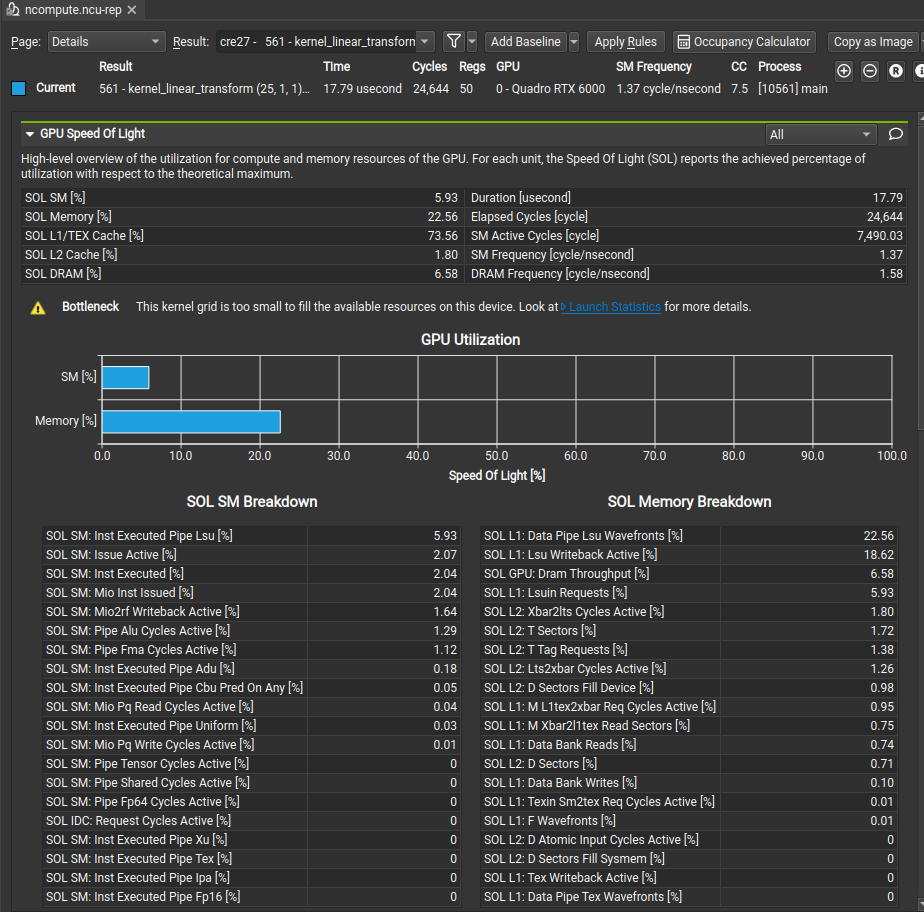 ncompute.ncu-rep
Page: Details Result: cre27 - 561 - kernel_linear_transforn Add Baseline Apply Rules Occupancy Calculator Copy as Image
Result Time Cycles Regs GPU SM Frequency CC Process
Current 561 - kernel_linear_transform (25, 1, 1)... 17.79 usecond 24,644 50 0 - Quadro RTX 6000 1.37 cycle/nsecond 7.5 [10561] main
GPU Speed Of Light All
High-level overview of the utilization for compute and memory resources of the GPU. For each unit, the Speed Of Light (SOL) reports the achieved percentage of
utilization with respect to the theoretical maximum.
SOL SM [%] 5.93 Duration [usecond] 17.79
SOL Memory [%] 22.56 Elapsed Cycles [cycle] 24,644
SOL L1/TEX Cache [%] 73.56 SM Active Cycles [cycle] 7,490.03
SOL L2 Cache [%] 1.80 SM Frequency [cycle/nsecond] 1.37
SOL DRAM [%] 6.58 DRAM Frequency [cycle/nsecond] 1.58
Bottleneck This kernel grid is too small to fill the available resources on this device. Look at Launch Statistics for more details.
GPU Utilization
SM [%]
Memory [%]
0.0 10.0 20.0 30.0 40.0 50.0 60.0 70.0 80.0 90.0 100.0
Speed Of Light [%]
SOL SM Breakdown SOL Memory Breakdown
SOL SM: Inst Executed Pipe Lsu [%] 5.93 SOL L1: Data Pipe Lsu Wavefronts [%] 22.56
SOL SM: Issue Active [%] 2.07 SOL L1: Lsu Writeback Active [%] 18.62
SOL SM: Inst Executed [%] 2.04 SOL GPU: Dram Throughput [%] 6.58
SOL SM: Mio Inst Issued [%] 2.04 SOL L1: Lsuin Requests [%] 5.93
SOL SM: Mio2rf Writeback Active [%] 1.64 SOL L2: Xbar2lts Cycles Active [%] 1.80
SOL SM: Pipe Alu Cycles Active [%] 1.29 SOL L2: T Sectors [%] 1.72
SOL SM: Pipe Fma Cycles Active [%] 1.12 SOL L2: T Tag Requests [%] 1.38
SOL SM: Inst Executed Pipe Adu [%] 0.18 SOL L2: Lts2xbar Cycles Active [%] 1.26
SOL SM: Inst Executed Pipe Cbu Pred On Any [%] 0.05 SOL L2: D Sectors Fill Device [%] 0.98
SOL SM: Mio Pq Read Cycles Active [%] 0.04 SOL L1: M L1tex2xbar Req Cycles Active [%] 0.95
SOL SM: Inst Executed Pipe Uniform [%] 0.03 SOL L1: M Xbar2l1tex Read Sectors [%] 0.75
SOL SM: Mio Pq Write Cycles Active [%] 0.01 SOL L1: Data Bank Reads [%] 0.74
SOL SM: Pipe Tensor Cycles Active [%] 0 SOL L2: D Sectors [%] 0.71
SOL SM: Pipe Shared Cycles Active [%] 0 SOL L1: Data Bank Writes [%] 0.10
SOL SM: Pipe Fp64 Cycles Active [%] 0 SOL L1: Texin Sm2tex Req Cycles Active [%] 0.01
SOL IDC: Request Cycles Active [%] 0 SOL L1: F Wavefronts [%] 0.01
SOL SM: Inst Executed Pipe Xu [%] 0 SOL L2: D Atomic Input Cycles Active [%] 0
SOL SM: Inst Executed Pipe Tex [%] 0 SOL L2: D Sectors Fill Sysmem [%] 0
SOL SM: Inst Executed Pipe Ipa [%] 0 SOL L1: Tex Writeback Active [%] 0
SOL SM: Inst Executed Pipe Fp16 [%] 0 SOL L1: Data Pipe Tex Wavefronts [%] 0